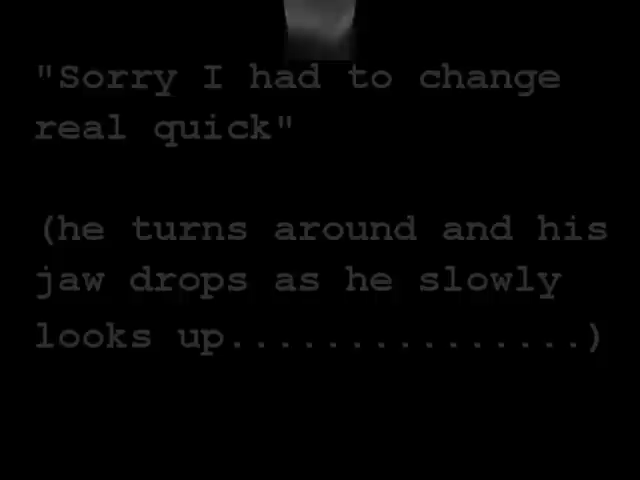 "Sorry I had to change
real quick"
(he turns around and his
jaw drops as he slowly
looks up...............)